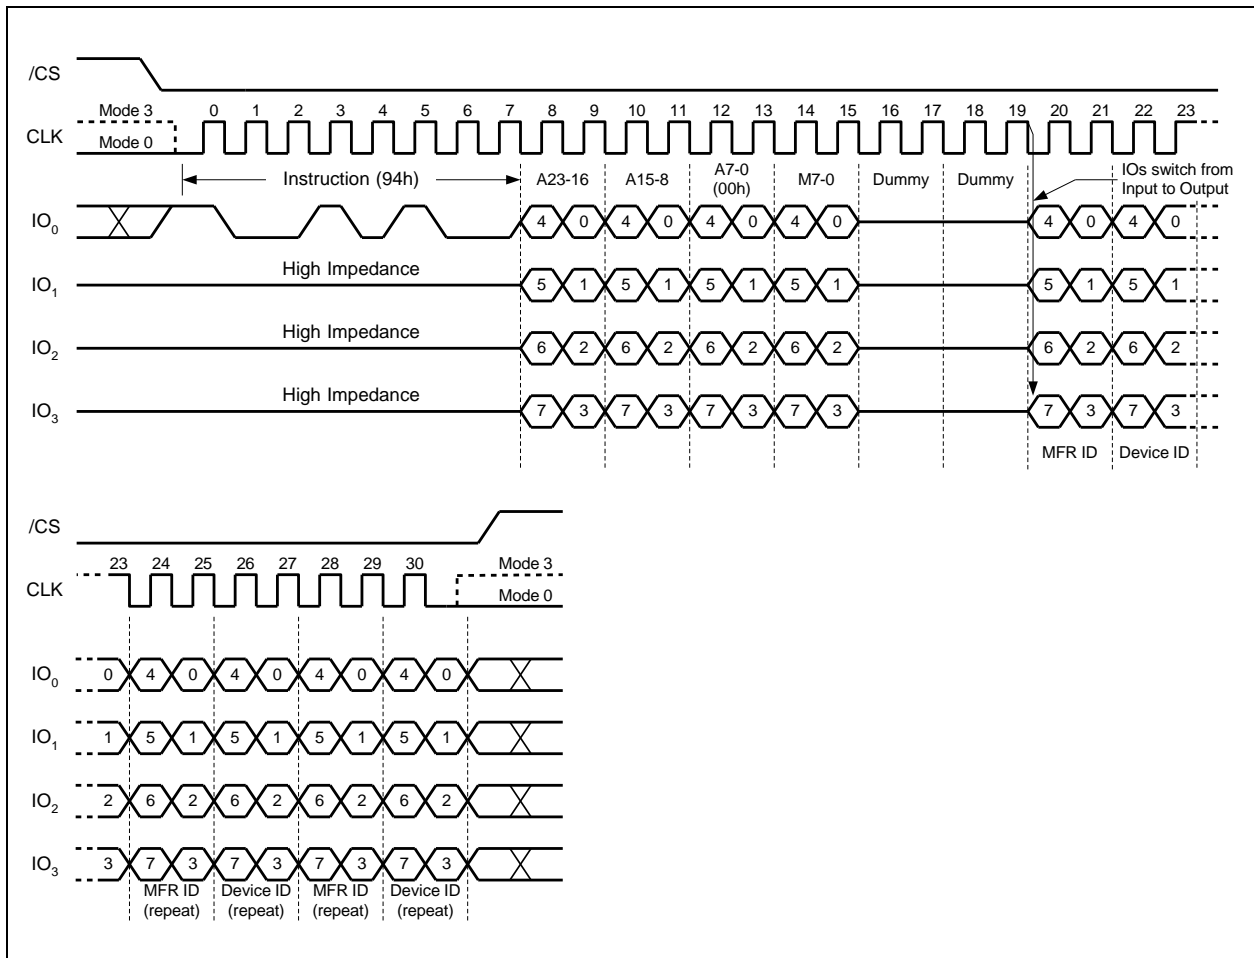 /CS
Mode 3 0 1 2 3 4 5 6 7 8 9 10 11 12 13 14 15 16 17 18 19 20 21 22 23
CLK
Mode 0
Instruction (94h) A23-16 A15-8 A7-0 (00h) M7-0 Dummy Dummy IOs switch from Input to Output
IO0 4 0 4 0 4 0 4 0 4 0 4 0
High Impedance
IO1 5 1 5 1 5 1 5 1 5 1 5 1
High Impedance
IO2 6 2 6 2 6 2 6 2 6 2 6 2
High Impedance
IO3 7 3 7 3 7 3 7 3 7 3 7 3
MFR ID Device ID
/CS
23 24 25 26 27 28 29 30 Mode 3
CLK
Mode 0
IO0 0 4 0 4 0 4 0 4 0
IO1 1 5 1 5 1 5 1 5 1
IO2 2 6 2 6 2 6 2 6 2
IO3 3 7 3 7 3 7 3 7 3
MFR ID Device ID MFR ID Device ID
(repeat) (repeat) (repeat) (repeat)